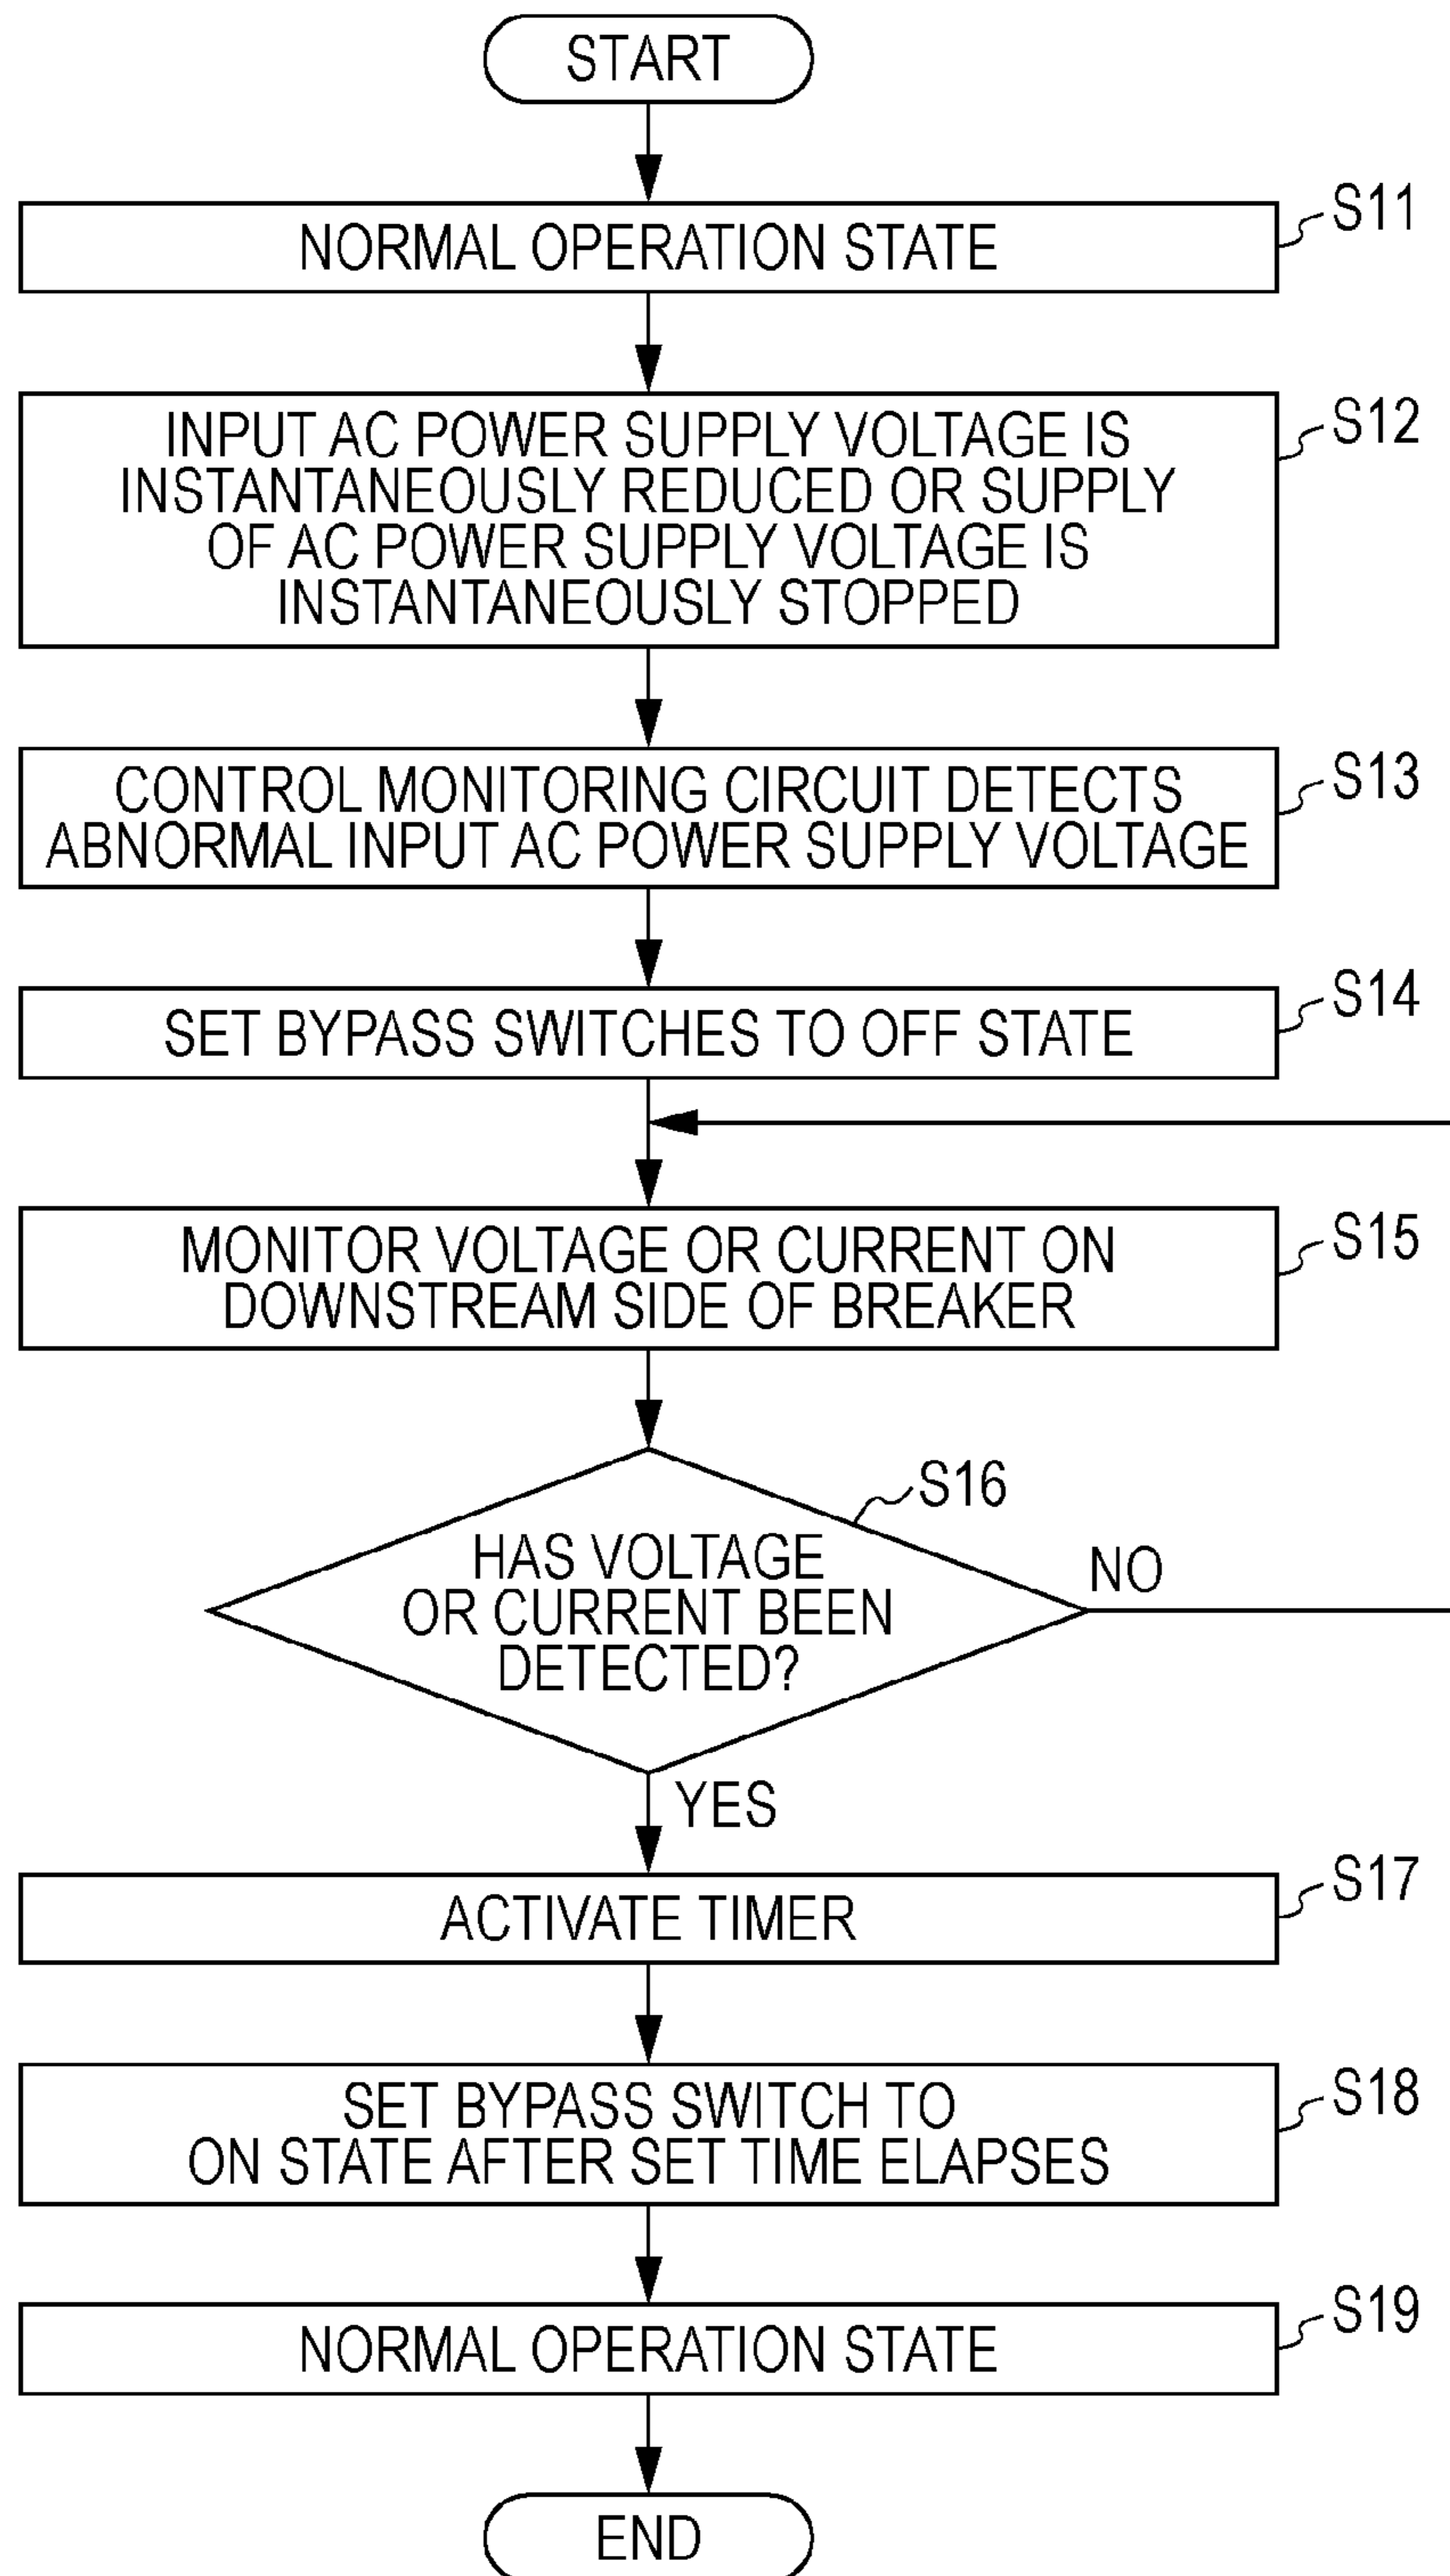 START
S11
NORMAL OPERATION STATE
S12
INPUT AC POWER SUPPLY VOLTAGE IS
INSTANTANEOUSLY REDUCED OR SUPPLY
OF AC POWER SUPPLY VOLTAGE IS
INSTANTANEOUSLY STOPPED
S13
CONTROL MONITORING CIRCUIT DETECTS
ABNORMAL INPUT AC POWER SUPPLY VOLTAGE
S14
SET BYPASS SWITCHES TO OFF STATE
S15
MONITOR VOLTAGE OR CURRENT ON
DOWNSTREAM SIDE OF BREAKER
S16
HAS VOLTAGE
OR CURRENT BEEN
DETECTED?
NO
YES
S17
ACTIVATE TIMER
S18
SET BYPASS SWITCH TO
ON STATE AFTER SET TIME ELAPSES
S19
NORMAL OPERATION STATE
END